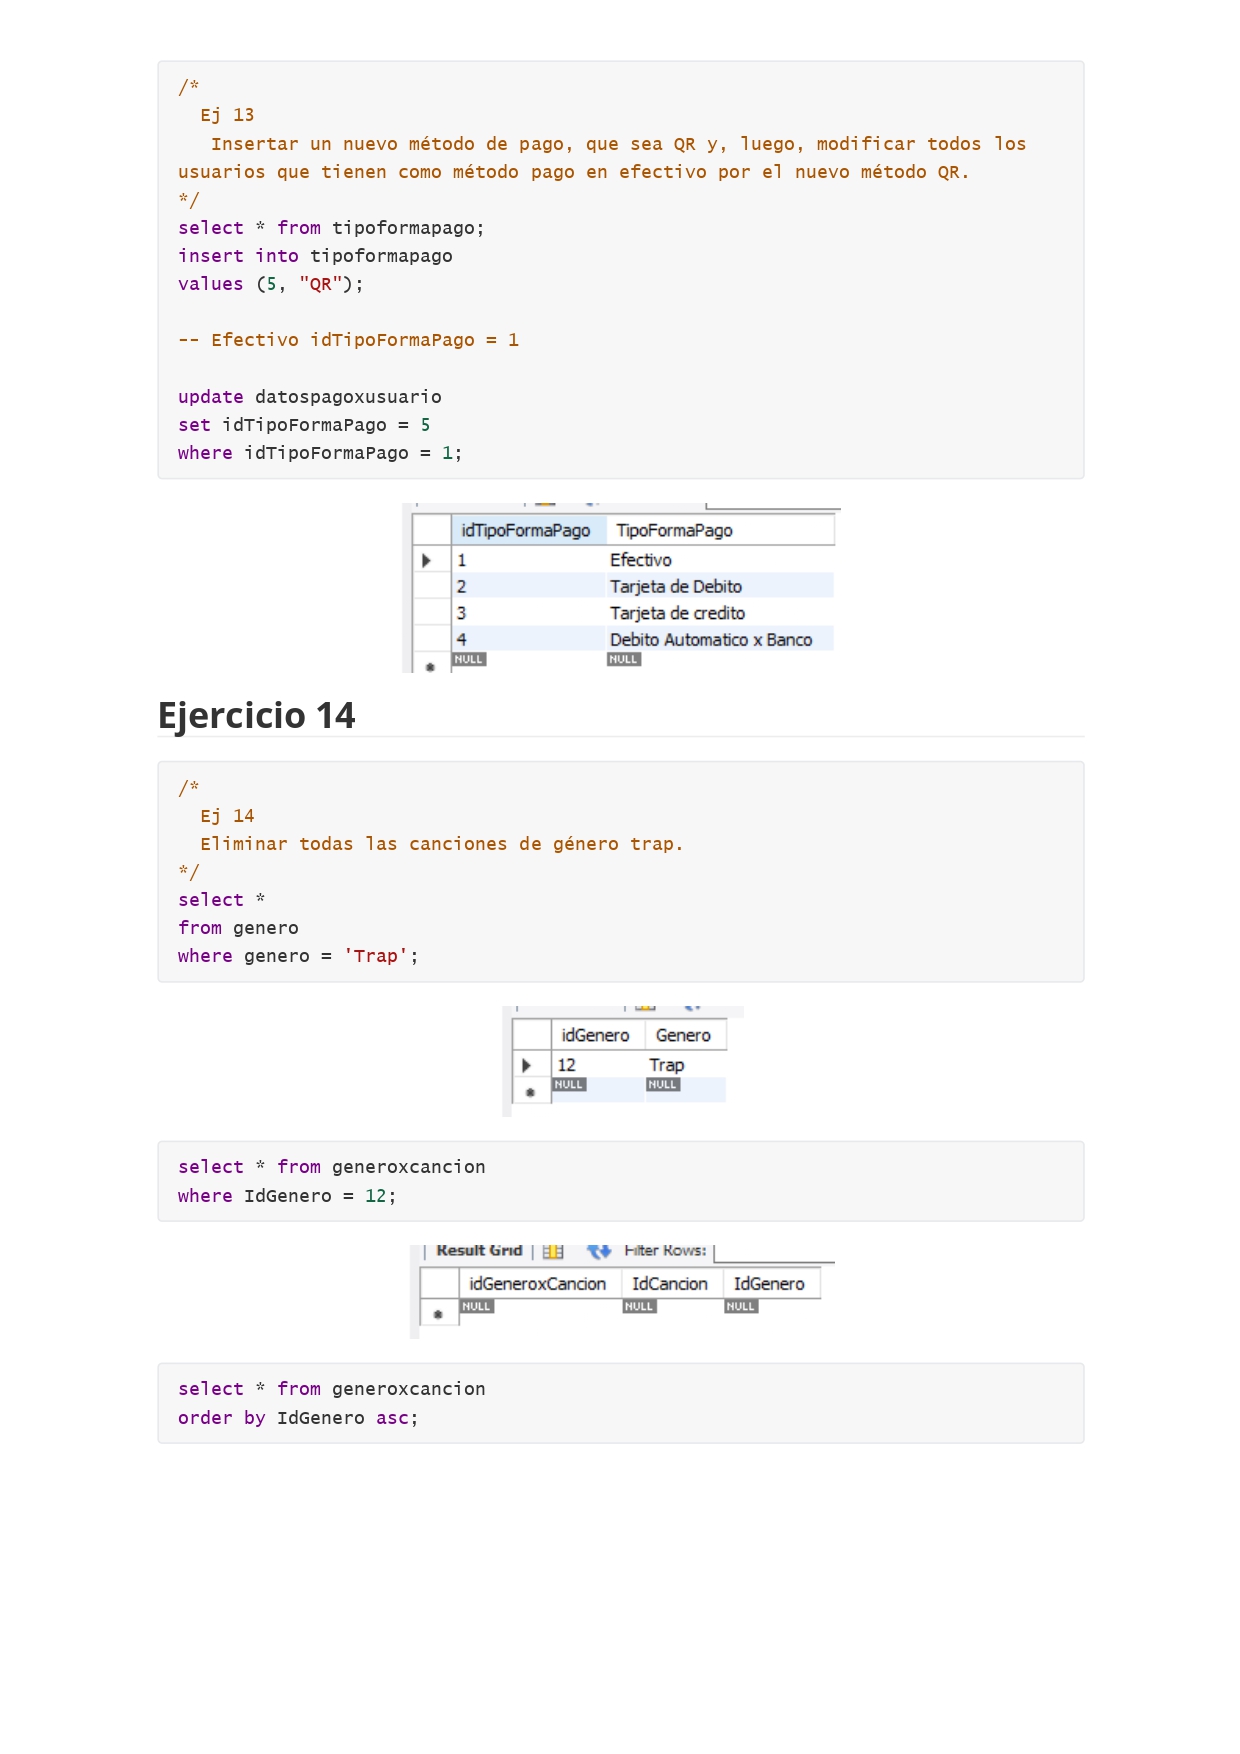 /*
Ej 13
Insertar un nuevo método de pago, que sea QR y, luego, modificar todos los
usuarios que tienen como método pago en efectivo por el nuevo método QR.
*/
select * from tipoformapago;
insert into tipoformapago
values (5, "QR");
-- Efectivo idTipoFormaPago = 1
update datospagoxusuario
set idTipoFormaPago = 5
where idTipoFormaPago = 1;
idTipoFormaPago TipoFormaPago
1 Efectivo
2 Tarjeta de Debito
3 Tarjeta de credito
4 Debito Automatico x Banco
NULL NULL
Ejercicio 14
/*
Ej 14
Eliminar todas las canciones de género trap.
*/
select *
from genero
where genero = 'Trap';
idGenero Genero
12 Trap
NULL NULL
select * from generoxcancion
where IdGenero = 12;
Result Grid Filter Rows:
idGeneroxCancion IdCancion IdGenero
NULL NULL NULL
select * from generoxcancion
order by IdGenero asc;